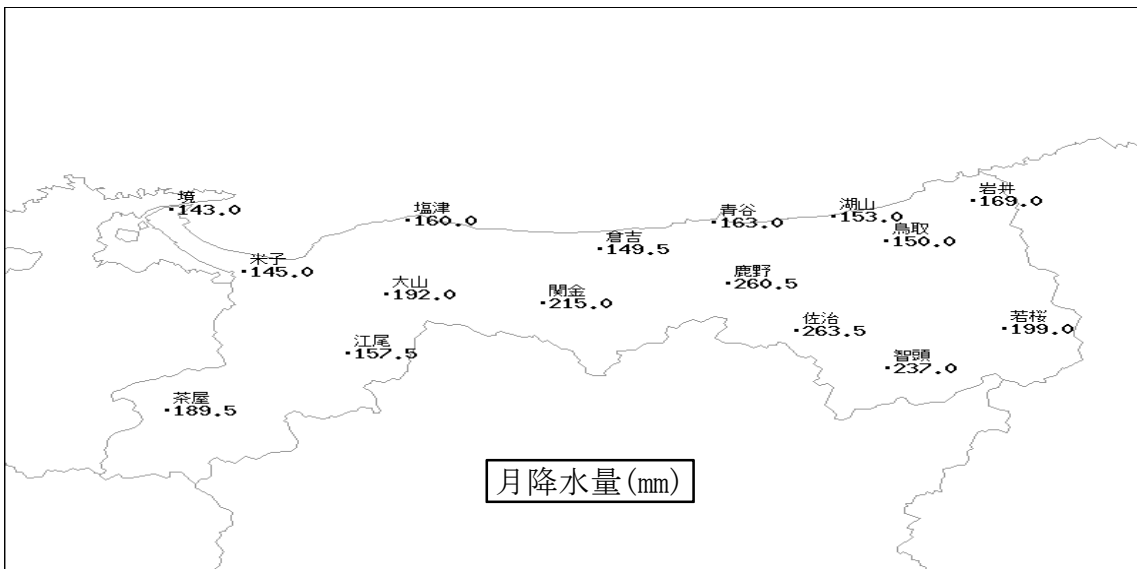 境
・143.0
塩津
・160.0
青谷
・163.0
湖山
・153.0
岩井
・169.0
鳥取
・150.0
倉吉
・149.5
米子
・145.0
大山
・192.0
関金
・215.0
鹿野
・260.5
佐治
・263.5
若桜
・199.0
江尾
・157.5
智頭
・237.0
茶屋
・189.5
月降水量(mm)